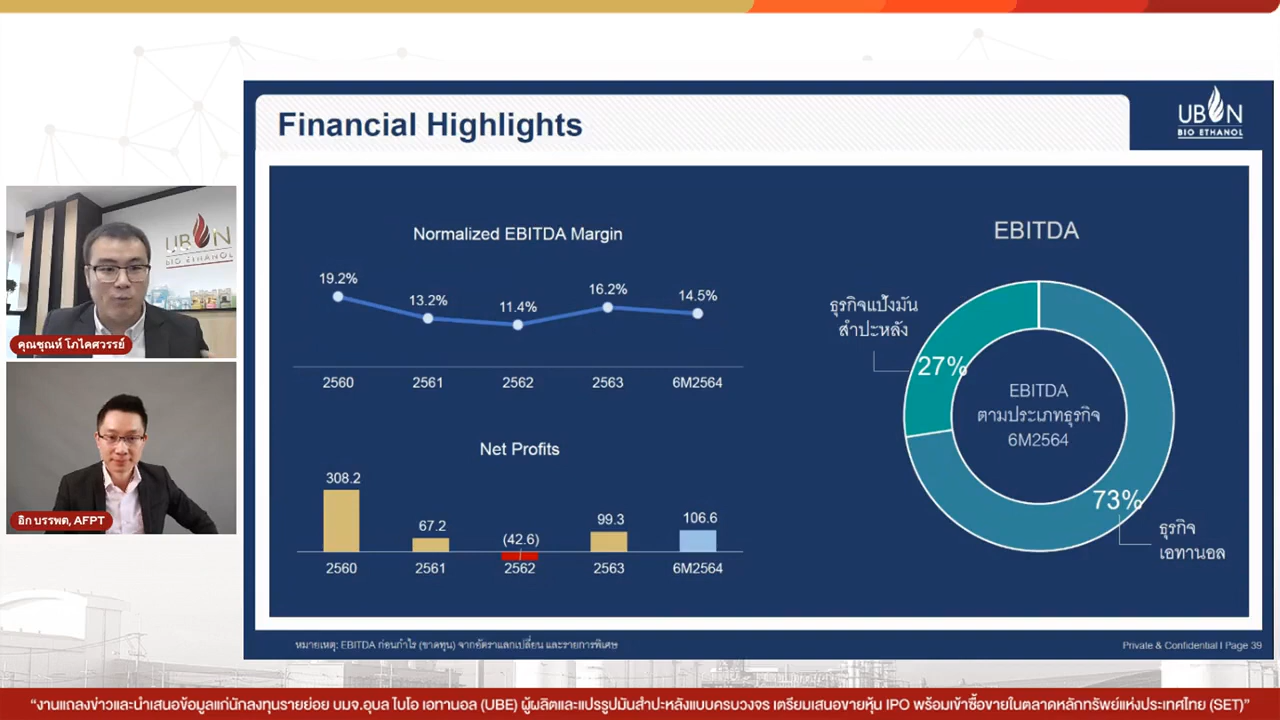 Financial Highlights
UBON
BIO ETHANOL
UBON
BIO ETHANOL
คุณชุณห์ โภไคศวรรย์
อิก บรรพต, AFPT
Normalized EBITDA Margin
19.2%
13.2%
11.4%
16.2%
14.5%
2560
2561
2562
2563
6M2564
Net Profits
308.2
67.2
(42.6)
99.3
106.6
2560
2561
2562
2563
6M2564
EBITDA
ธุรกิจแป้งมัน
สำปะหลัง
27%
EBITDA
ตามประเภทธุรกิจ
6M2564
73%
ธุรกิจ
เอทานอล
หมายเหตุ: EBITDA ก่อนกำไร (ขาดทุน) จากอัตราแลกเปลี่ยน และรายการพิเศษ
Private & Confidential I Page 39
“งานแถลงข่าวและนำเสนอข้อมูลแก่นักลงทุนรายย่อย บมจ.อุบล ไบโอ เอทานอล (UBE) ผู้ผลิตและแปรรูปมันสำปะหลังแบบครบวงจร เตรียมเสนอขายหุ้น IPO พร้อมเข้าซื้อขายในตลาดหลักทรัพย์แห่งประเทศไทย (SET)”